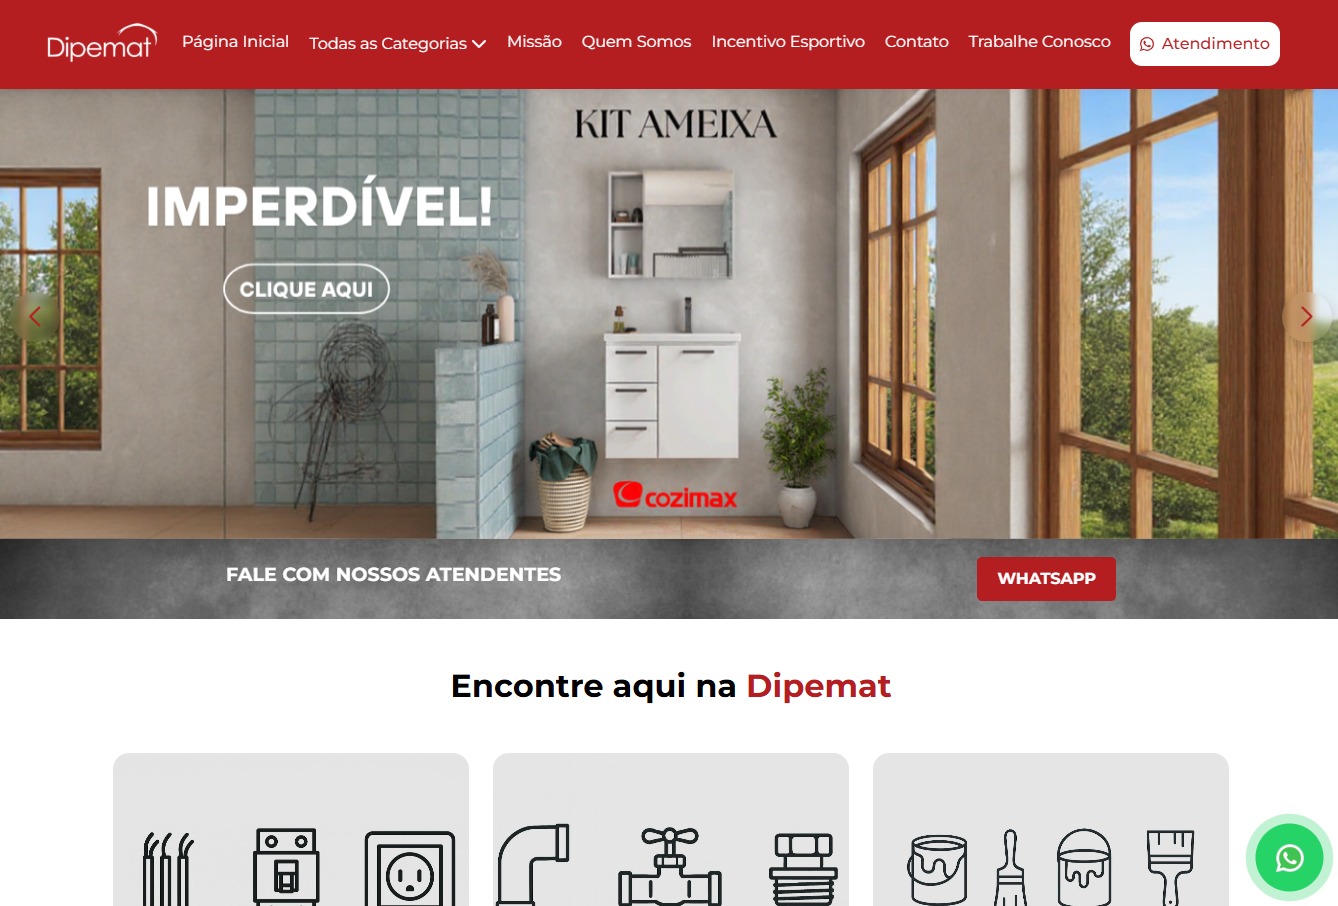 Dipemat
Página Inicial
Todas as Categorias
Missão
Quem Somos
Incentivo Esportivo
Contato
Trabalhe Conosco
Atendimento
KIT AMEIXA
IMPERDÍVEL!
CLIQUE AQUI
cozimax
FALE COM NOSSOS ATENDENTES
WHATSAPP
Encontre aqui na Dipemat